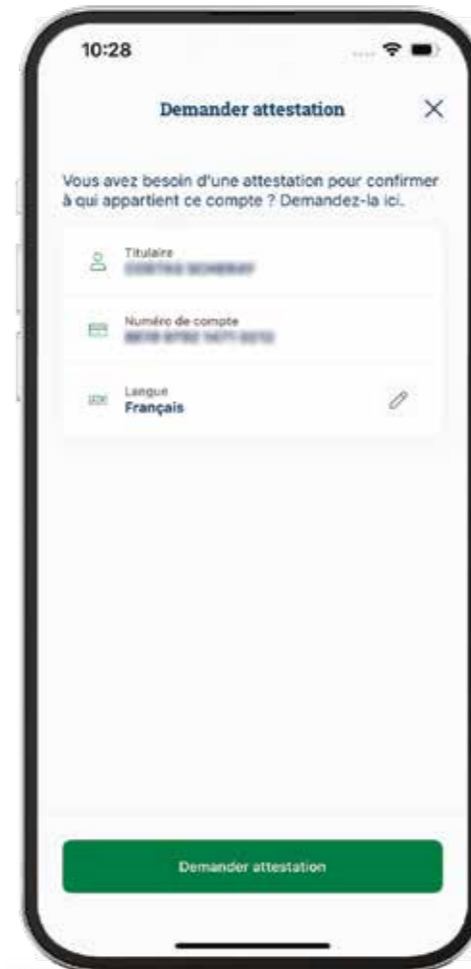 10:28
Demander attestation
Vous avez besoin d'une attestation pour confirmer
à qui appartient ce compte ? Demandez-la ici.
Titulaire
Numéro de compte
Langue
Français
Demander attestation